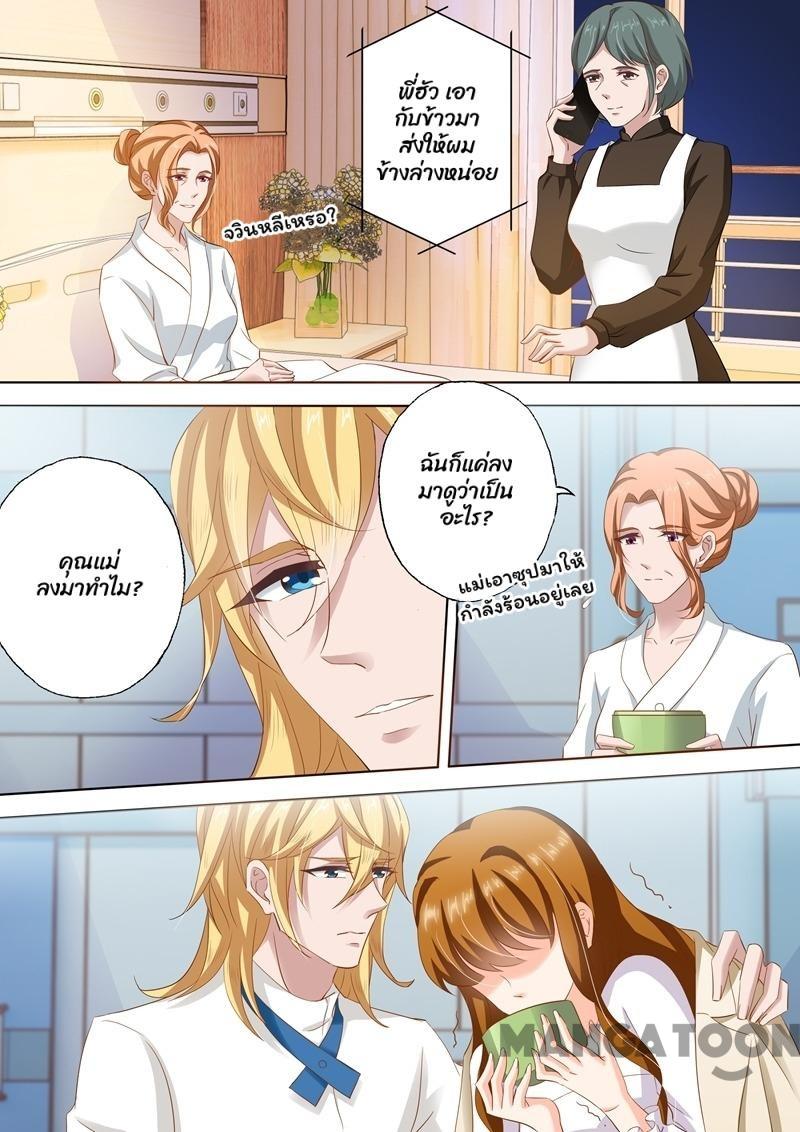 พี่ฮัว เอา
กับข้าวมา
ส่งให้ผม
ข้างล่างหน่อย
จวินหลีเหรอ?
คุณแม่
ลงมาทำไม?
ฉันก็แค่ลง
มาดูว่าเป็น
อะไร?
แม่เอาซุปมาให้
กำลังร้อนอยู่เลย
MANGATOON